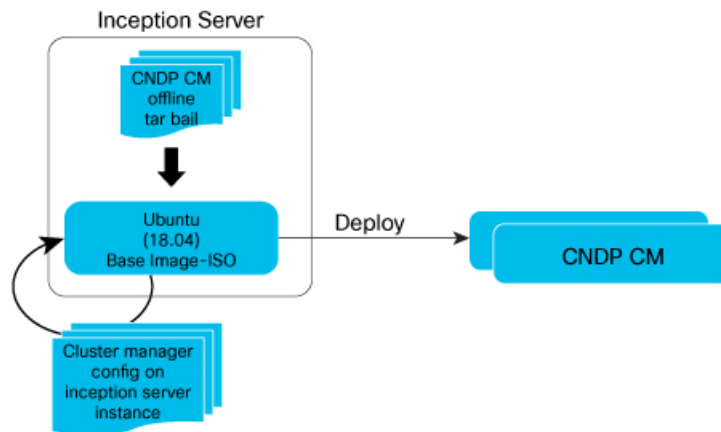 Inception Server
CNDP CM
offline
tar bail
Ubuntu
(18.04)
Base Image-ISO
Deploy
CNDP CM
Cluster manager
config on
inception server
instance